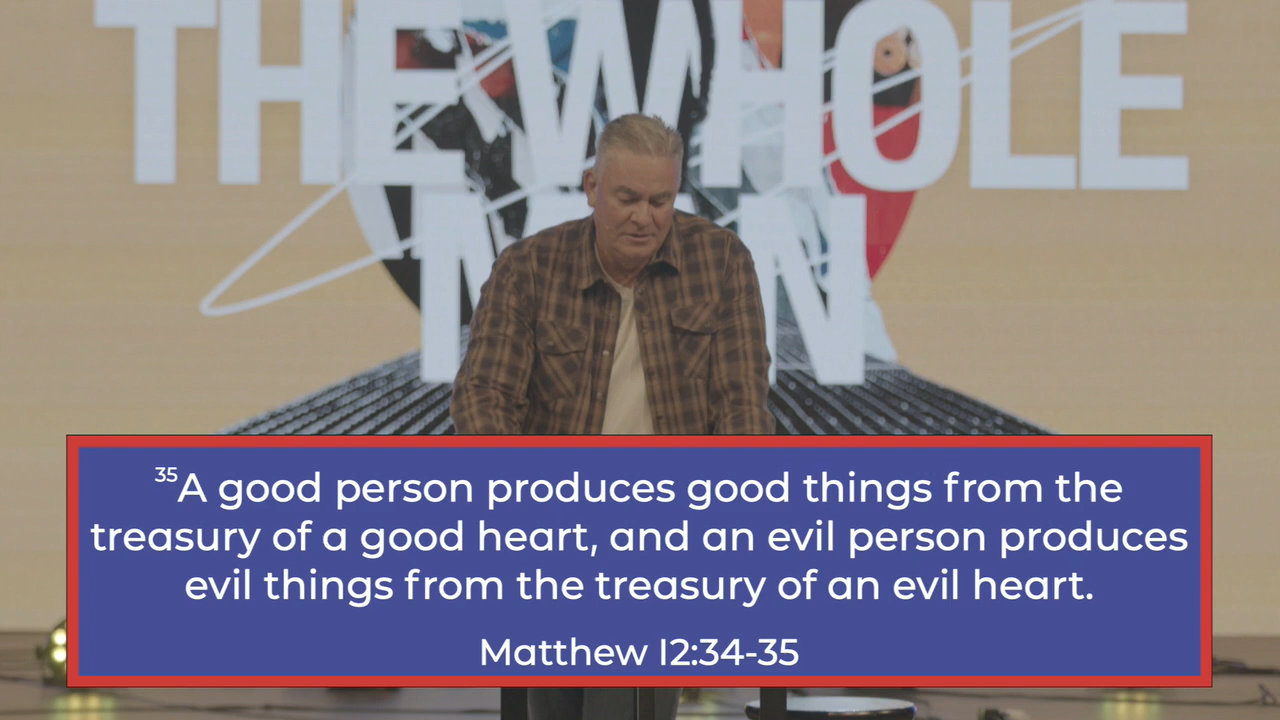 THE WHOLE
MAN
35A good person produces good things from the
treasury of a good heart, and an evil person produces
evil things from the treasury of an evil heart.
Matthew 12:34-35